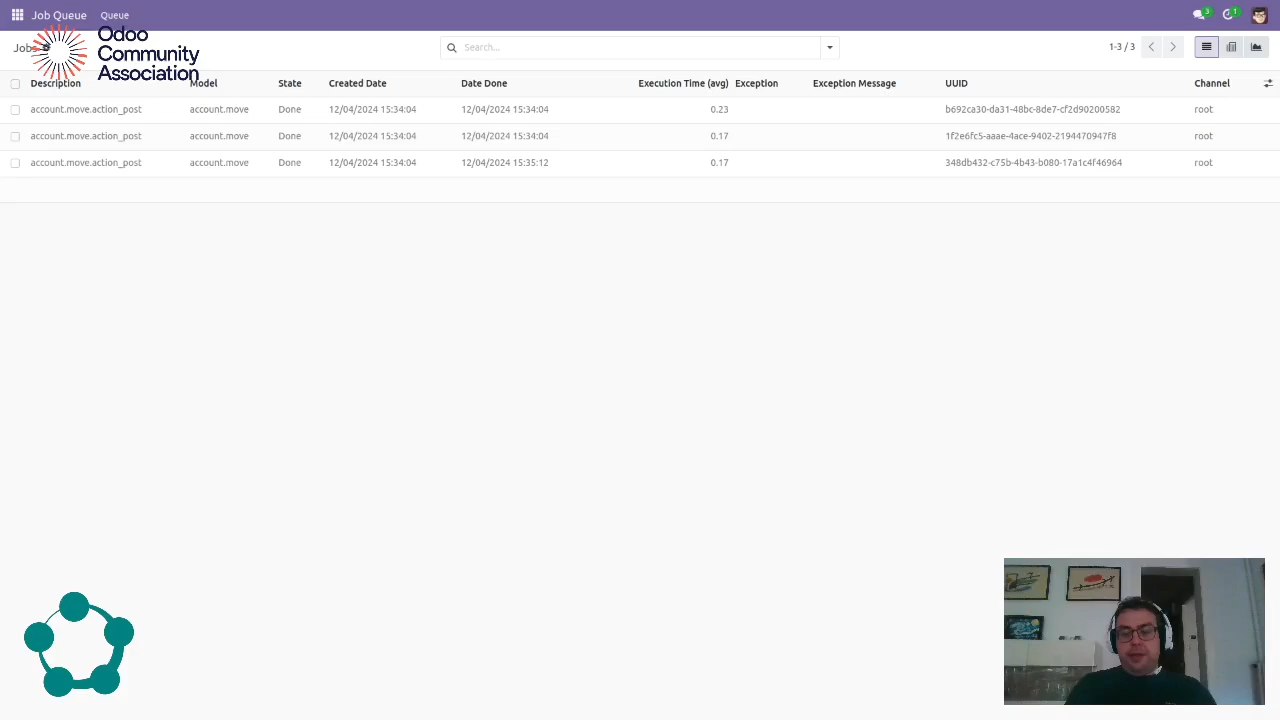 Job Queue Queue 3 1
Odoo
Community
Association
Jobs Search... 1-3 / 3
Description Model State Created Date Date Done Execution Time (avg) Exception Exception Message UUID Channel
account.move.action_post account.move Done 12/04/2024 15:34:04 12/04/2024 15:34:04 0.23 b692ca30-da31-48bc-8de7-cf2d90200582 root
account.move.action_post account.move Done 12/04/2024 15:34:04 12/04/2024 15:34:04 0.17 1f2e6fc5-aaae-4ace-9402-2194470947f8 root
account.move.action_post account.move Done 12/04/2024 15:34:04 12/04/2024 15:35:12 0.17 348db432-c75b-4b43-b080-17a1c4f46964 root